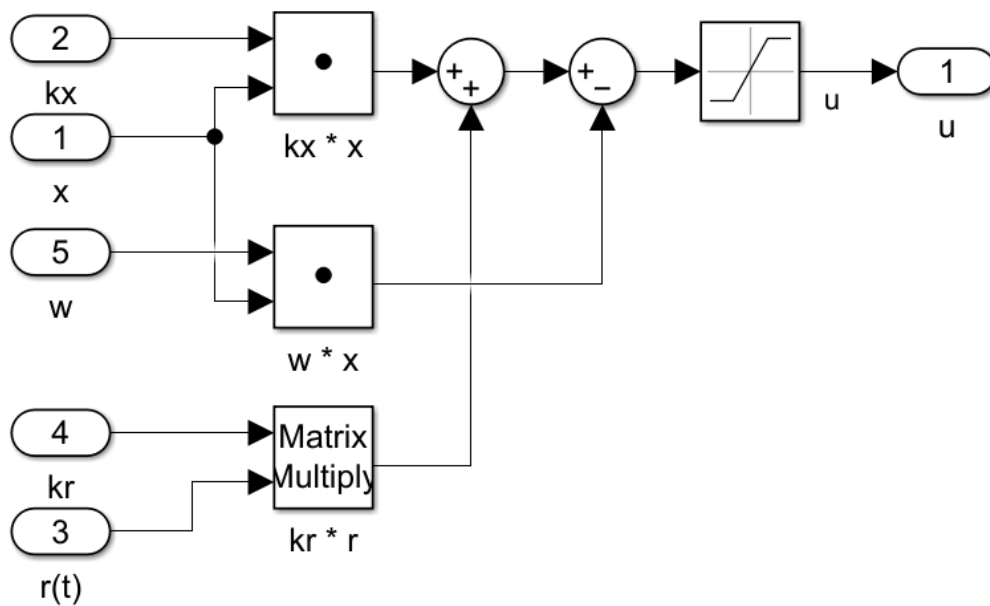 2
kx
1
x
5
w
4
kr
3
r(t)
kx * x
w * x
Matrix
Multiply
kr * r
+
+
+
−
u
1
u